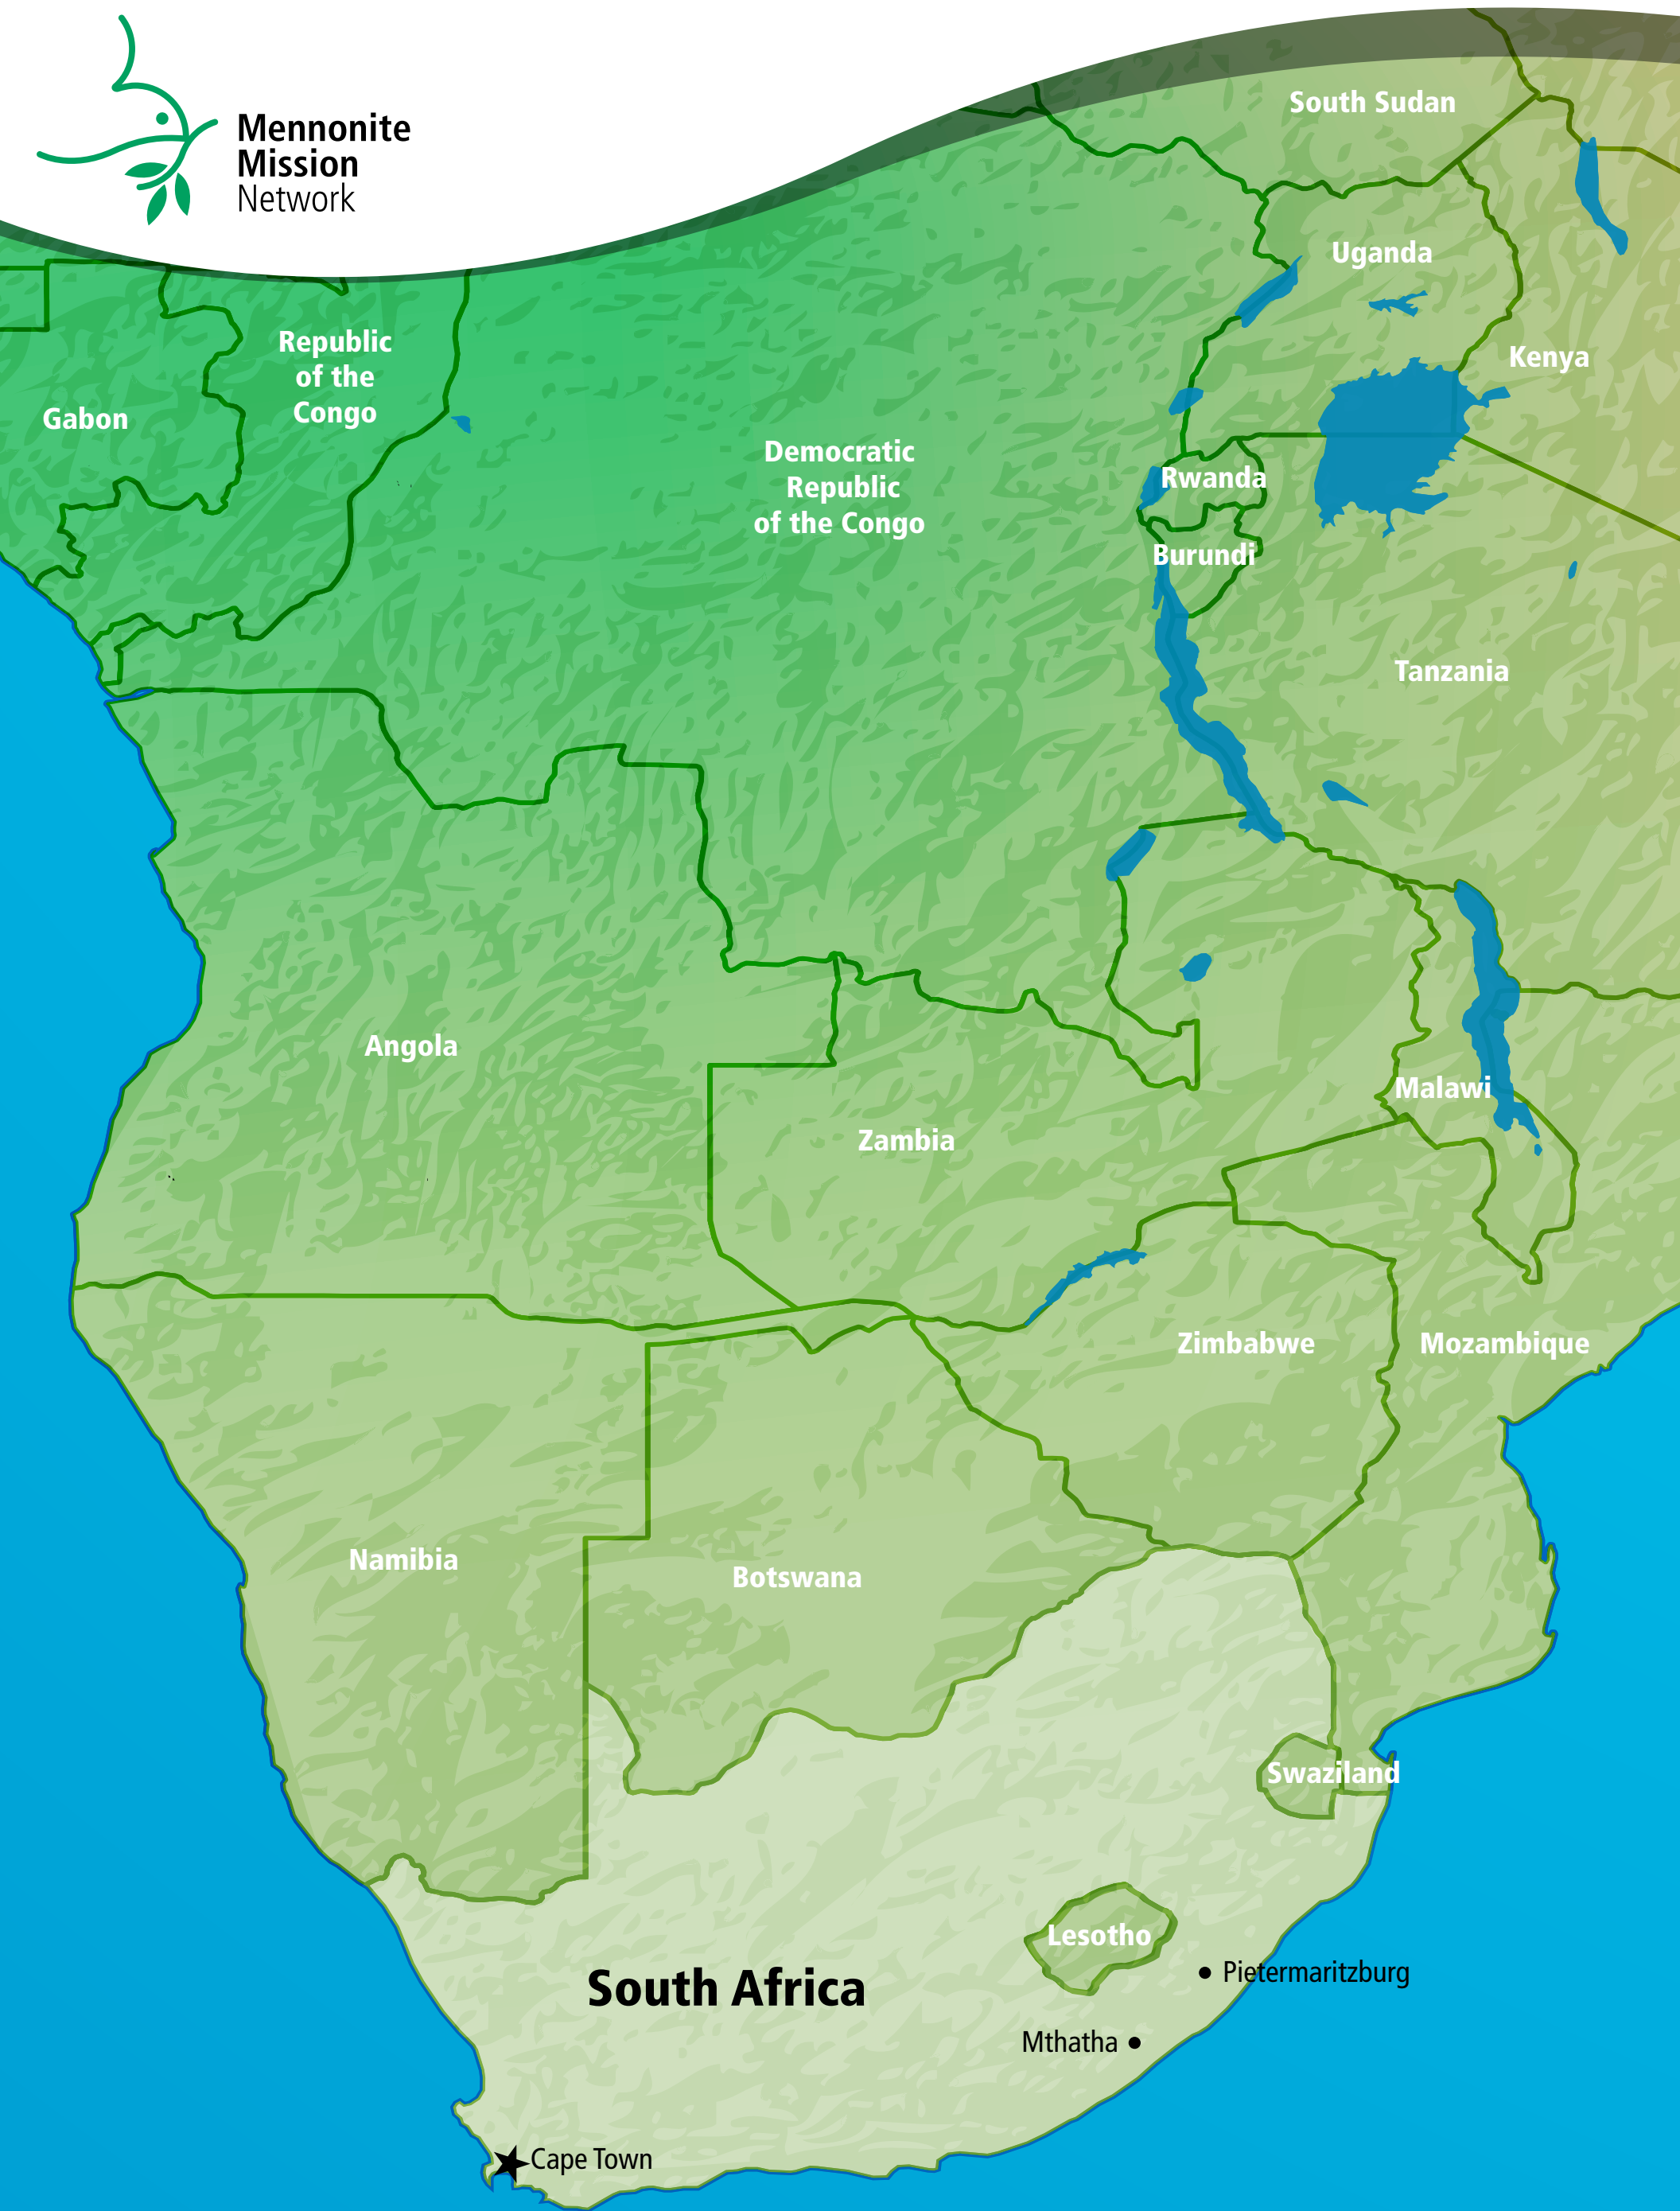 Mennonite
Mission
Network
South Sudan
Uganda
Kenya
Republic
of the
Congo
Gabon
Democratic
Republic
of the Congo
Rwanda
Burundi
Tanzania
Angola
Malawi
Zambia
Zimbabwe
Mozambique
Namibia
Botswana
Swaziland
Lesotho
South Africa
Pietermaritzburg
Mthatha
Cape Town